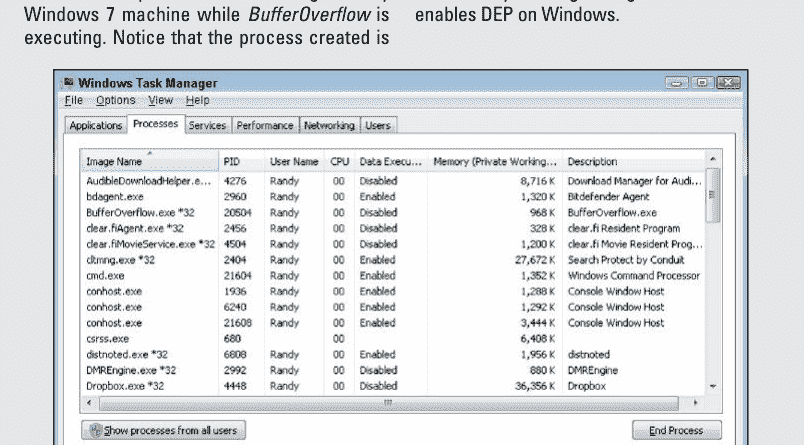 Windows 7 machine while BufferOverflow is
executing. Notice that the process created is
enables DEP on Windows.
Windows Task Manager
File Options View Help
Applications Processes Services Performance Networking Users
Image Name PID User Name CPU Data Execu... Memory (Private Working... Description
AudibleDownloadHelper.e... 4276 Randy 00 Disabled 8,716 K Download Manager for Audi...
bdagent.exe 2960 Randy 00 Enabled 1,320 K Bitdefender Agent
BufferOverflow.exe *32 20504 Randy 00 Disabled 968 K BufferOverflow.exe
clear.fiAgent.exe *32 2456 Randy 00 Disabled 328 K clear.fi Resident Program
clear.fiMovieService.exe *32 4504 Randy 00 Disabled 1,200 K clear.fi Movie Resident Prog...
cltmng.exe *32 2404 Randy 00 Enabled 27,672 K Search Protect by Conduit
cmd.exe 21604 Randy 00 Enabled 1,352 K Windows Command Processor
conhost.exe 1936 Randy 00 Enabled 1,288 K Console Window Host
conhost.exe 6240 Randy 00 Enabled 1,292 K Console Window Host
conhost.exe 21608 Randy 00 Enabled 3,444 K Console Window Host
csrss.exe 680 00 6,408 K
distnoted.exe *32 6808 Randy 00 Enabled 1,956 K distnoted
DMREngine.exe *32 2992 Randy 00 Disabled 880 K DMREngine
Dropbox.exe *32 4448 Randy 00 Disabled 36,356 K Dropbox
Show processes from all users End Process